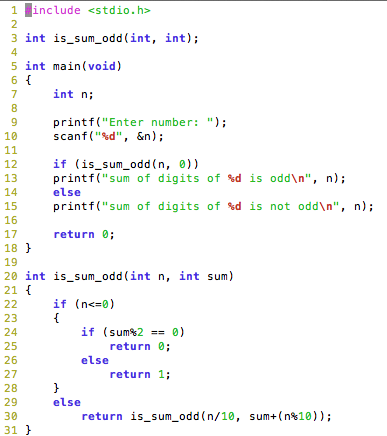 1 #include <stdio.h>
2
3 int is_sum_odd(int, int);
4
5 int main(void)
6 {
7     int n;
8
9     printf("Enter number: ");
10     scanf("%d", &n);
11
12     if (is_sum_odd(n, 0))
13     printf("sum of digits of %d is odd\n", n);
14     else
15     printf("sum of digits of %d is not odd\n", n);
16
17     return 0;
18 }
19
20 int is_sum_odd(int n, int sum)
21 {
22     if (n<=0)
23     {
24         if (sum%2 == 0)
25             return 0;
26         else
27             return 1;
28     }
29     else
30         return is_sum_odd(n/10, sum+(n%10));
31 }